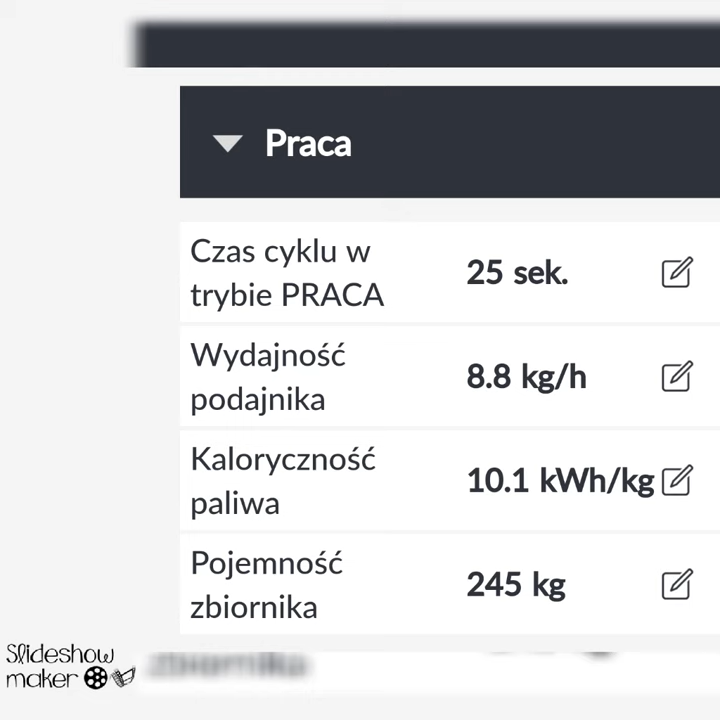 Praca
Czas cyklu w
trybie PRACA
25 sek.
Wydajność
podajnika
8.8 kg/h
Kaloryczność
paliwa
10.1 kWh/kg
Pojemność
zbiornika
245 kg
Slideshow
maker
zbiornika